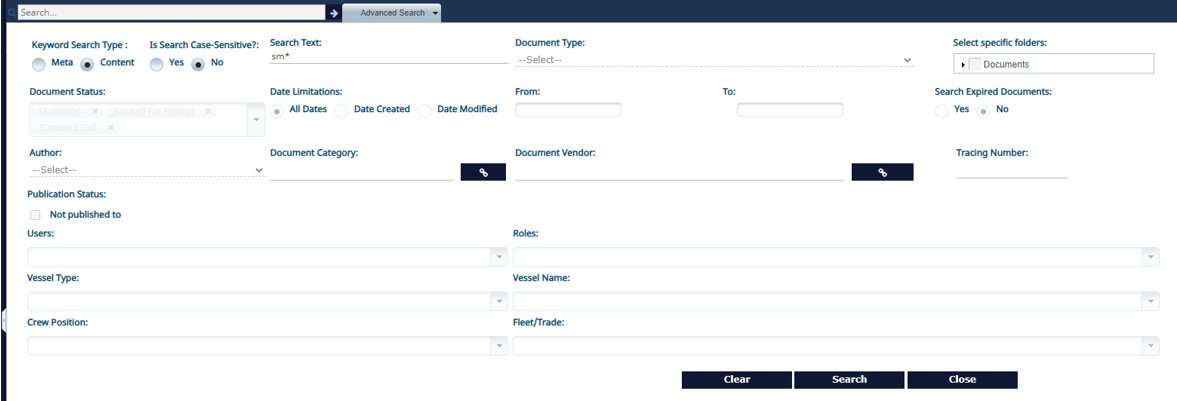 Search...
Advanced Search
Keyword Search Type :
Is Search Case-Sensitive?:
Search Text:
Document Type:
Select specific folders:
Meta
Content
Yes
No
sm*
--Select--
Documents
Document Status:
Date Limitations:
From:
To:
Search Expired Documents:
[Available] × [Locked For Editing] ×
[Checked Out] ×
All Dates
Date Created
Date Modified
Yes
No
Author:
Document Category:
Document Vendor:
Tracing Number:
--Select--
Publication Status:
Not published to
Users:
Roles:
Vessel Type:
Vessel Name:
Crew Position:
Fleet/Trade:
Clear
Search
Close